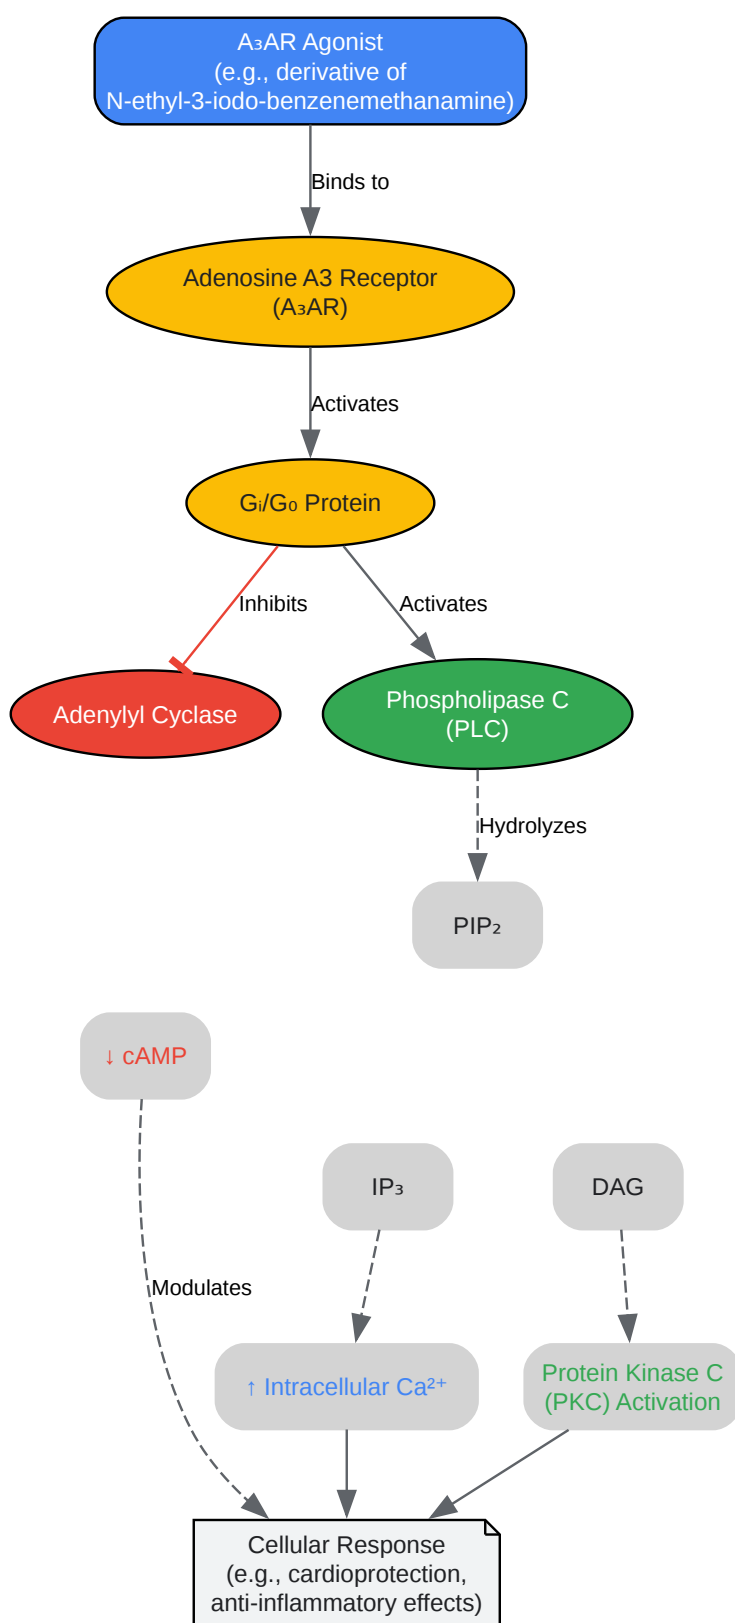 A₃AR Agonist
(e.g., derivative of
N-ethyl-3-iodo-benzenemethanamine)
Binds to
Adenosine A3 Receptor
(A₃AR)
Activates
Gᵢ/G₀ Protein
Inhibits
Activates
Adenylyl Cyclase
Phospholipase C
(PLC)
Hydrolyzes
PIP₂
↓ cAMP
IP₃
DAG
Modulates
↑ Intracellular Ca²⁺
Protein Kinase C
(PKC) Activation
Cellular Response
(e.g., cardioprotection,
anti-inflammatory effects)